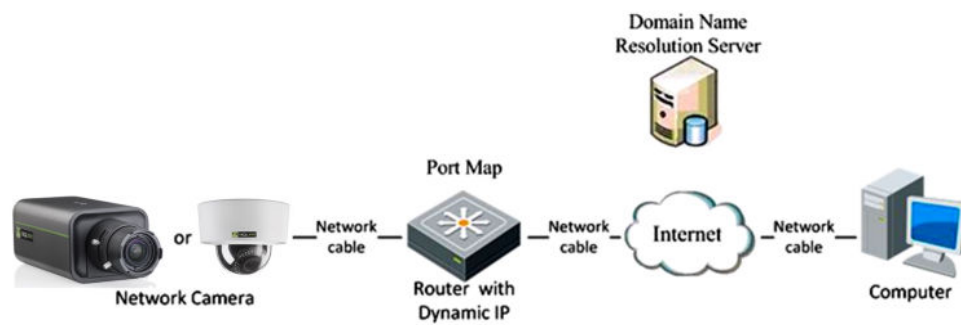 Domain Name
Resolution Server
Port Map
or
Network
cable
Network
cable
Internet
Network
cable
Network Camera
Router with
Dynamic IP
Computer